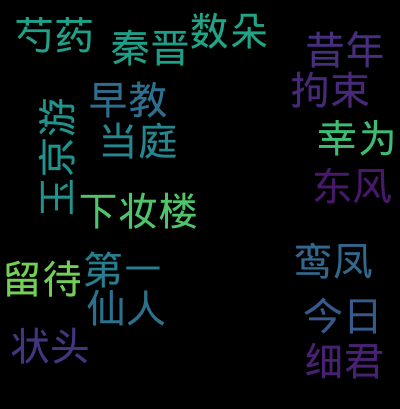 芍药
秦晋
数朵
昔年
拘束
早教
当庭
幸为
玉京游
东风
下妆楼
鸾凤
留待
第一
仙人
今日
状头
细君